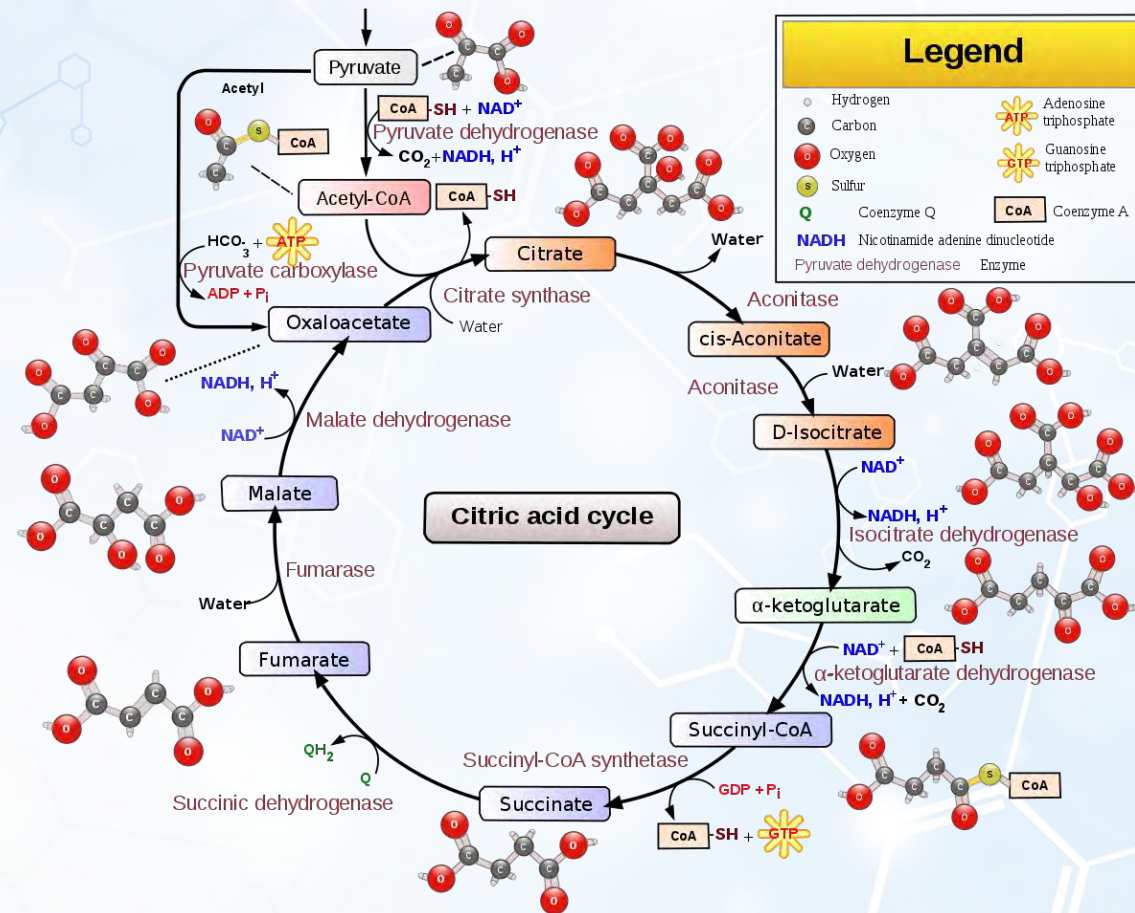 Pyruvate
Acetyl
S
CoA
CoA-SH + NAD+
Pyruvate dehydrogenase
CO2+NADH, H+
Acetyl-CoA
CoA-SH
HCO3- + ATP
Pyruvate carboxylase
ADP + Pi
Oxaloacetate
Citrate
Citrate synthase
Water
Water
Aconitase
cis-Aconitate
Aconitase
Water
D-Isocitrate
NAD+
NADH, H+
Isocitrate dehydrogenase
CO2
α-ketoglutarate
NAD+ + CoA-SH
α-ketoglutarate dehydrogenase
NADH, H+ + CO2
Succinyl-CoA
S
CoA
Succinyl-CoA synthetase
GDP + Pi
CoA-SH + GTP
Succinate
QH2
Q
Succinic dehydrogenase
Fumarate
Water
Fumarase
Malate
NADH, H+
NAD+
Malate dehydrogenase
Citric acid cycle
Legend
Hydrogen
C Carbon
O Oxygen
S Sulfur
Q Coenzyme Q
ATP Adenosine
triphosphate
GTP Guanosine
triphosphate
CoA Coenzyme A
NADH Nicotinamide adenine dinucleotide
Pyruvate dehydrogenase Enzyme